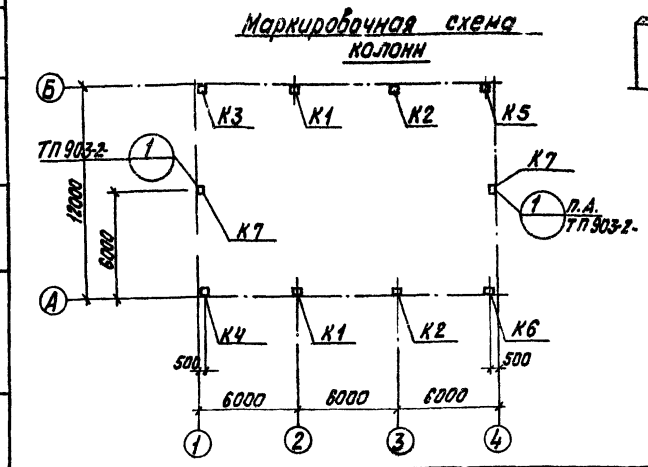 Маркировочная схема
колонн
Б
К3
К1
К2
К5
ТП 903-2-
1
К7
К7
1
П.А.
ТП 903-2-
12000
6000
А
К4
К1
К2
К6
500
500
6000
6000
6000
1
2
3
4